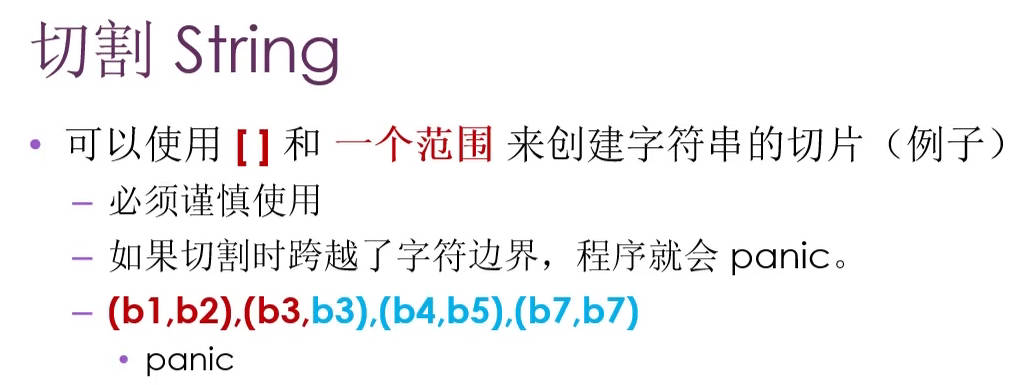 切割 String
• 可以使用 [ ] 和 一个范围 来创建字符串的切片（例子）
– 必须谨慎使用
– 如果切割时跨越了字符边界，程序就会 panic。
– (b1,b2),(b3,b3),(b4,b5),(b7,b7)
• panic